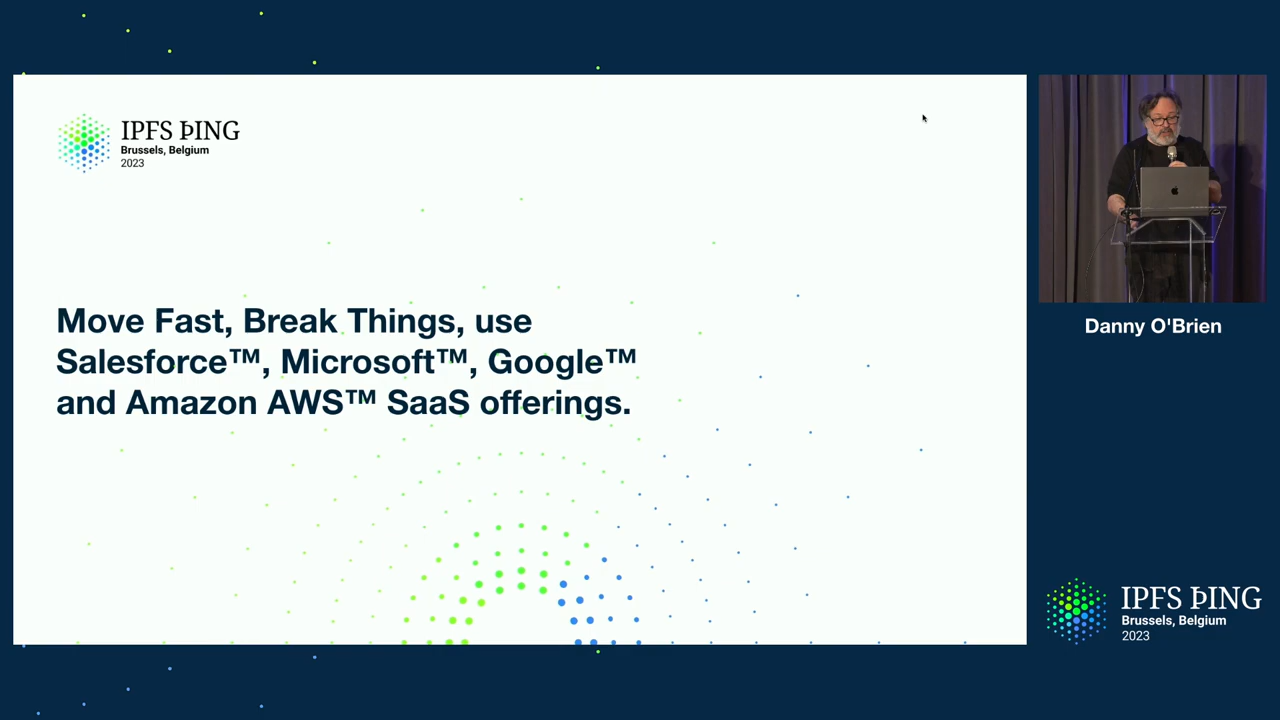 IPFS ÞING
Brussels, Belgium
2023
Move Fast, Break Things, use
Salesforce™, Microsoft™, Google™
and Amazon AWS™ SaaS offerings.
Danny O'Brien
IPFS ÞING
Brussels, Belgium
2023